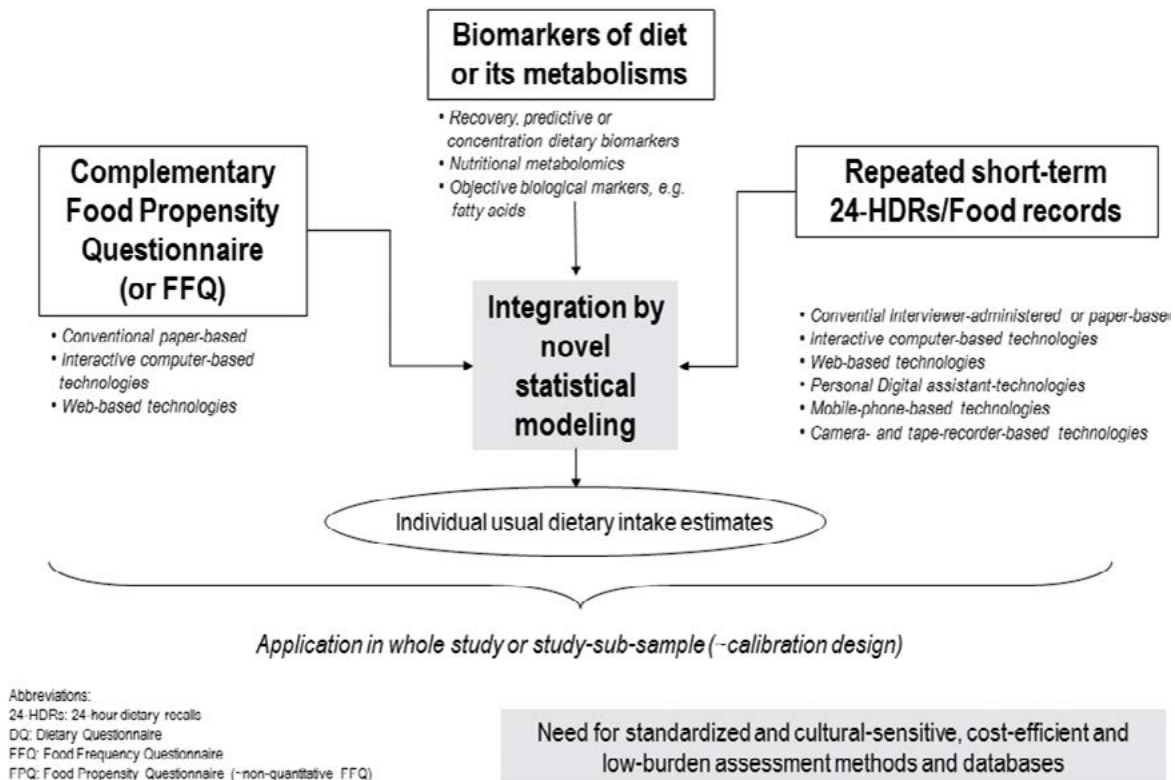 Biomarkers of diet
or its metabolisms
• Recovery, predictive or
concentration dietary biomarkers
• Nutritional metabolomics
• Objective biological markers, e.g.
fatty acids
Complementary
Food Propensity
Questionnaire
(or FFQ)
• Conventional paper-based
• Interactive computer-based
technologies
• Web-based technologies
Repeated short-term
24-HDRs/Food records
• Convential Interviewer-administered or paper-base
• Interactive computer-based technologies
• Web-based technologies
• Personal Digital assistant-technologies
• Mobile-phone-based technologies
• Camera- and tape-recorder-based technologies
Integration by
novel
statistical
modeling
Individual usual dietary intake estimates
Application in whole study or study-sub-sample (~calibration design)
Abbreviations:
24-HDRs: 24-hour dietary recalls
DQ: Dietary Questionnaire
FFQ: Food Frequency Questionnaire
FPQ: Food Propensity Questionnaire (~non-quantitative FFQ)
Need for standardized and cultural-sensitive, cost-efficient and
low-burden assessment methods and databases